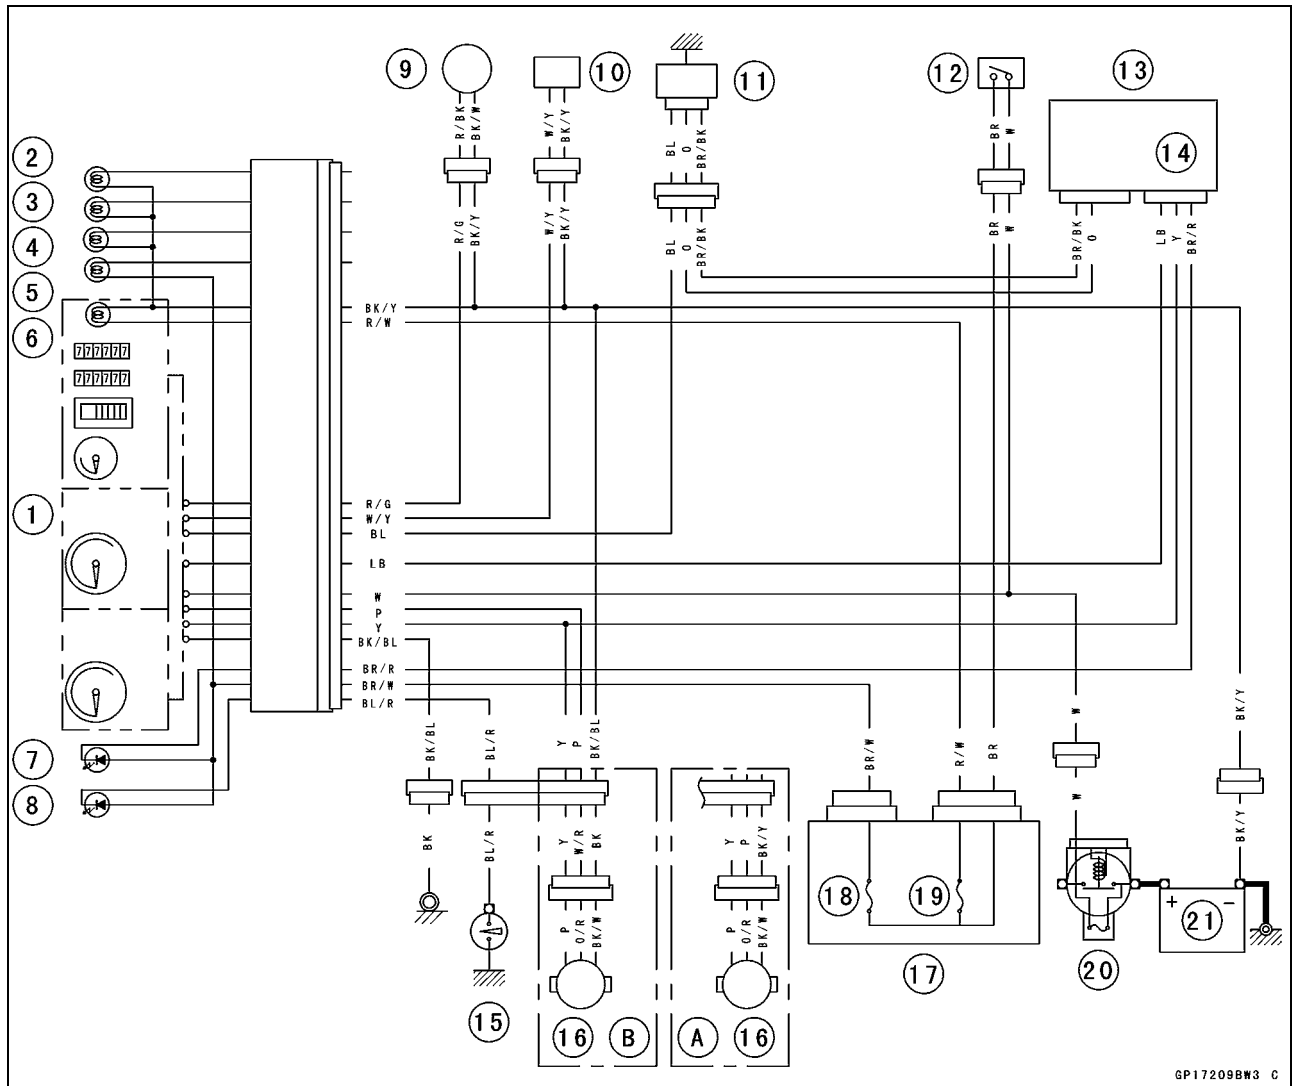 9
10
11
12
13
14
2
3
4
5
6
1
7
8
R/BK
BK/W
W/Y
BK/Y
BL
O
BR/BK
BR
W
R/G
BK/Y
W/Y
BK/Y
BL
O
BR/BK
BR
W
BR/BK
O
LB
Y
BR/R
BK/Y
R/W
777777
777777
R/G
W/Y
BL
LB
W
P
Y
BK/BL
BR/R
BR/W
BL/R
BK/BL
BL/R
Y
P
BK/BL
BR/W
R/W
BR
W
BK/Y
BK
BL/R
Y
W/R
BK
Y
P
BK/Y
W
BK/Y
P
O/R
BK/W
P
O/R
BK/W
18
19
+
-
21
15
16
B
A
16
17
20
GP17209BW3 C